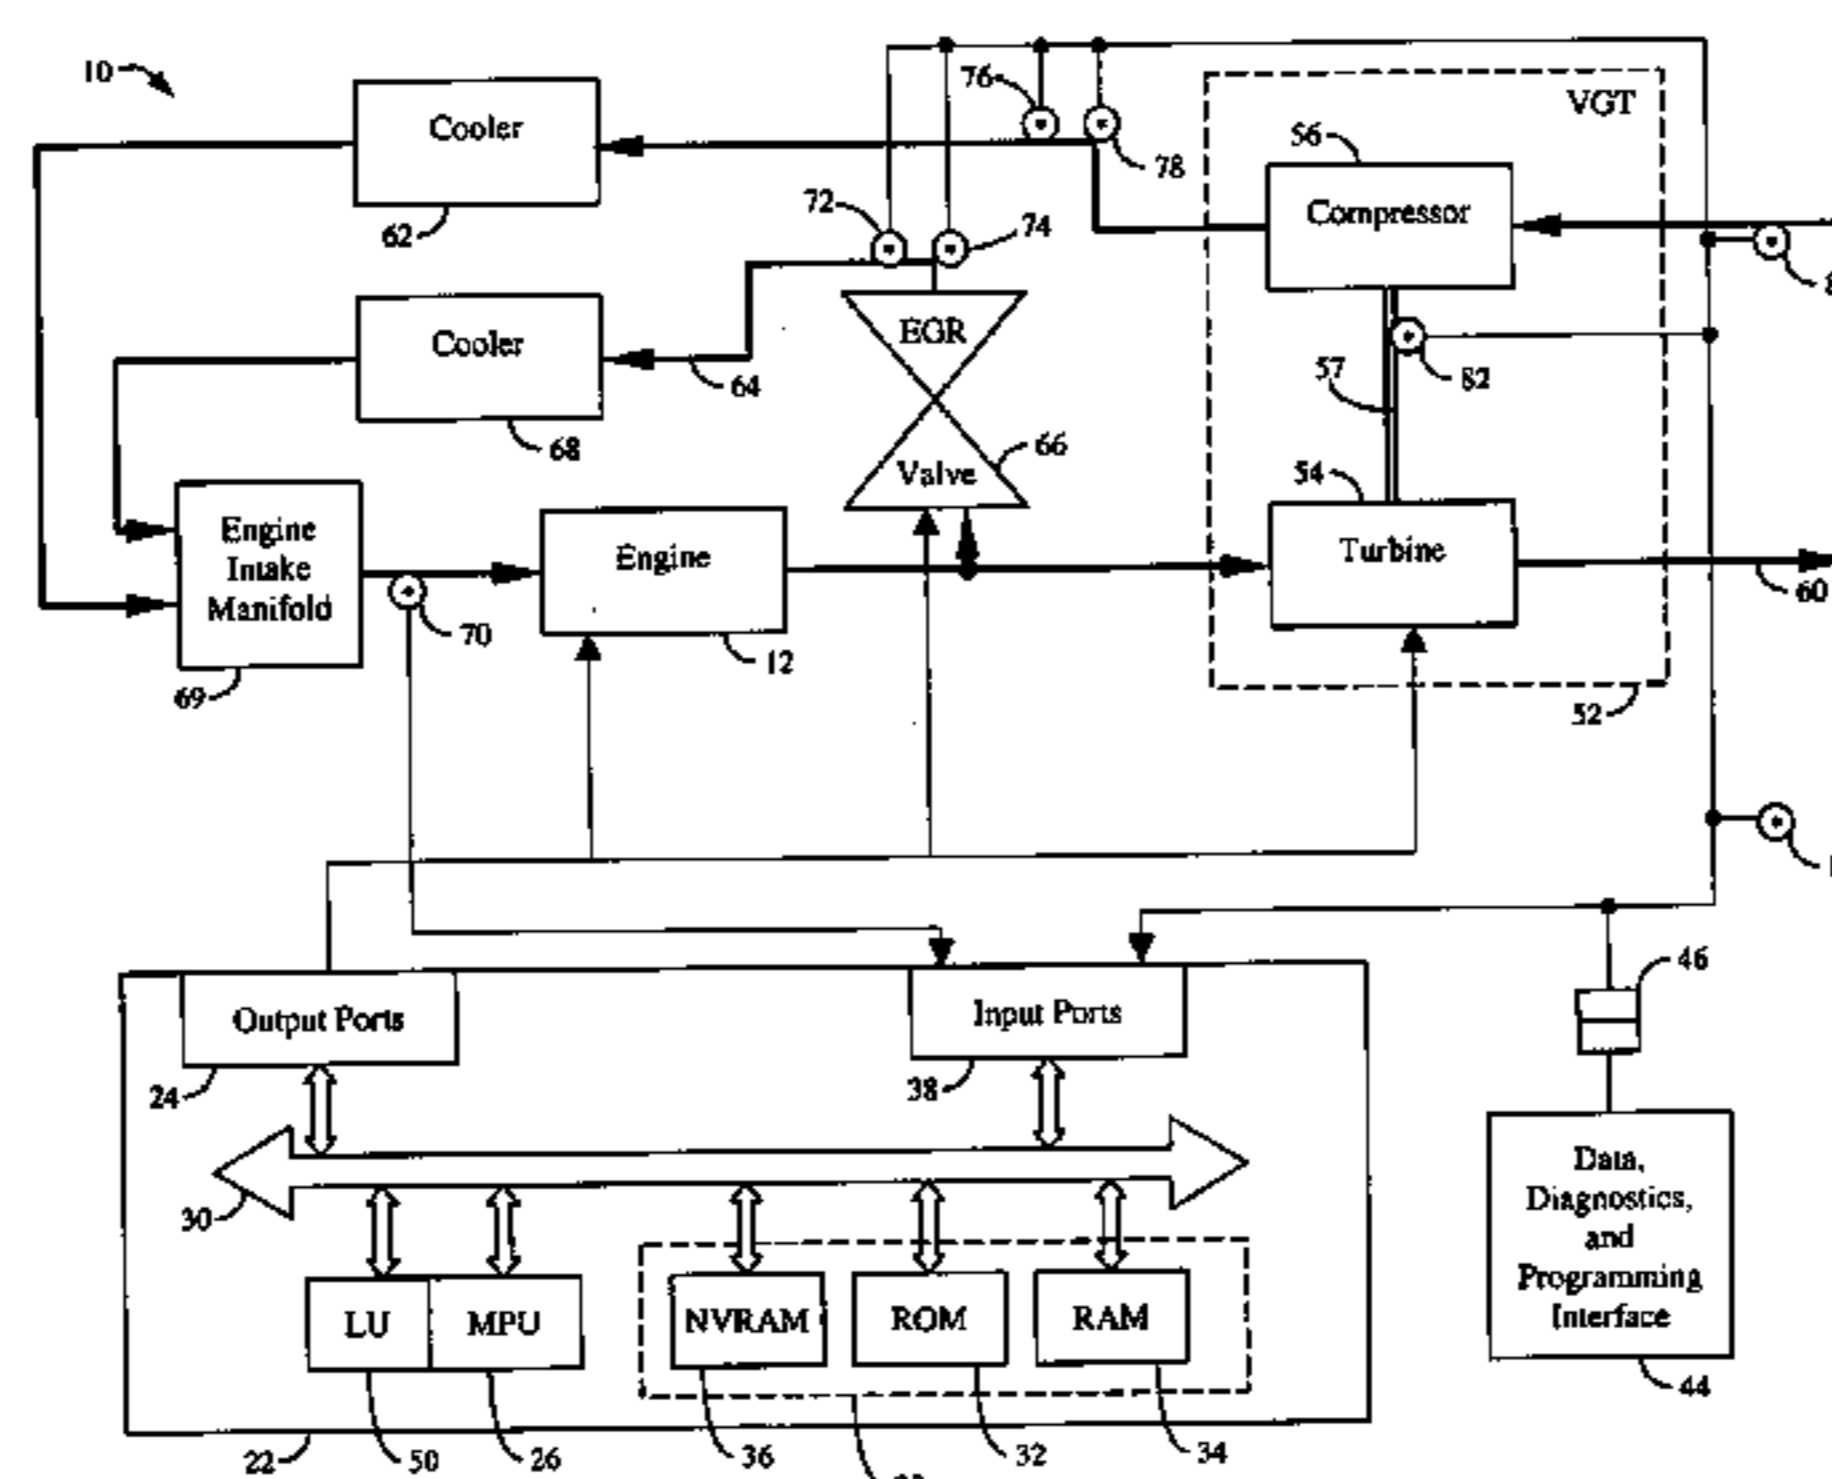 10
Cooler
62
76
78
VGT
56
Compressor
72
74
Cooler
68
64
EGR
Valve
66
57
82
54
Turbine
60
52
Engine
Intake
Manifold
69
70
Engine
12
Output Ports
24
Input Ports
38
46
30
LU
MPU
NVRAM
ROM
RAM
22
50
26
36
32
34
Data,
Diagnostics,
and
Programming
Interface
44